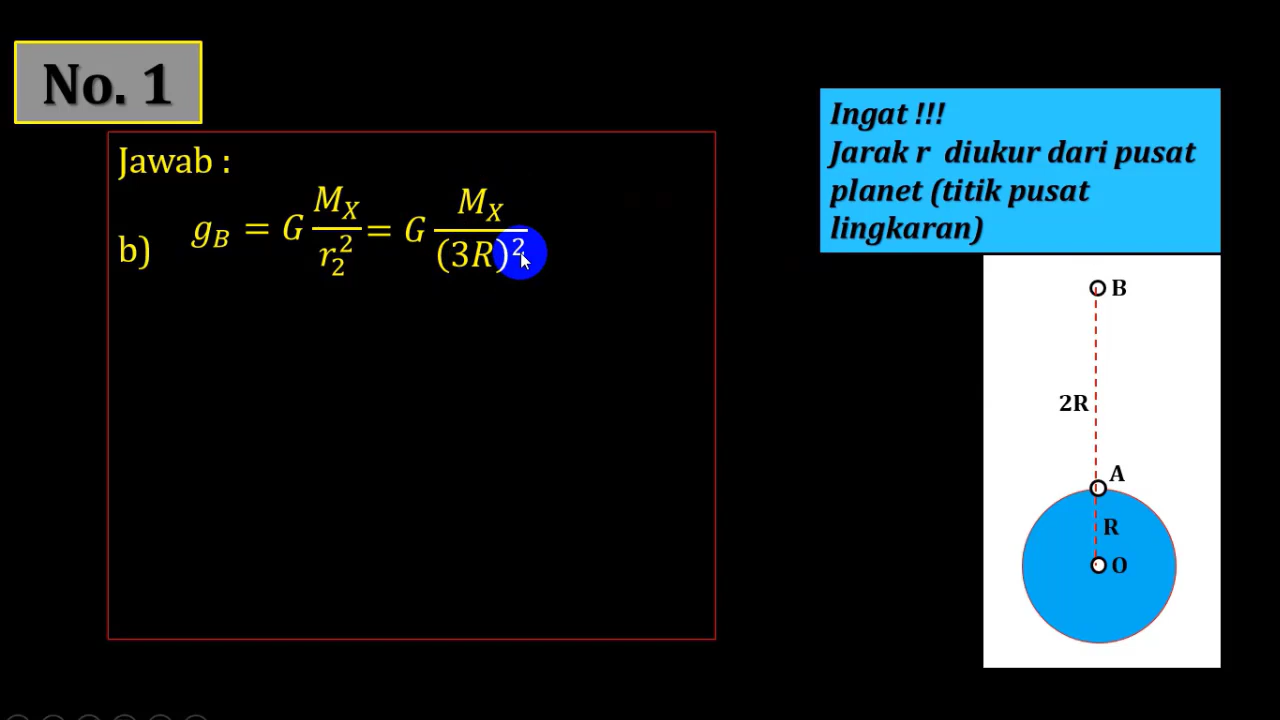 No. 1
Jawab :
b) g_B = G M_X / r_2^2 = G M_X / (3R)^2
Ingat !!!
Jarak r diukur dari pusat
planet (titik pusat
lingkaran)
B
2R
A
R
O